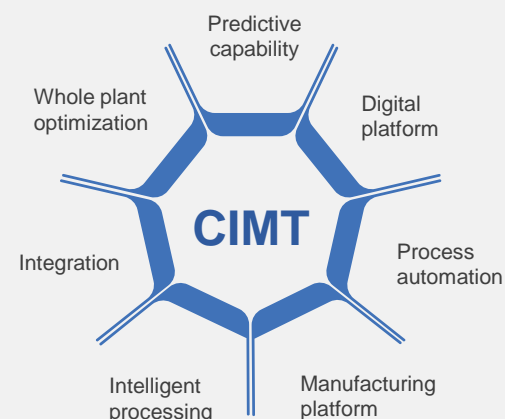 Predictive
capability
Digital
platform
Process
automation
Manufacturing
platform
Intelligent
processing
Integration
Whole plant
optimization
CIMT